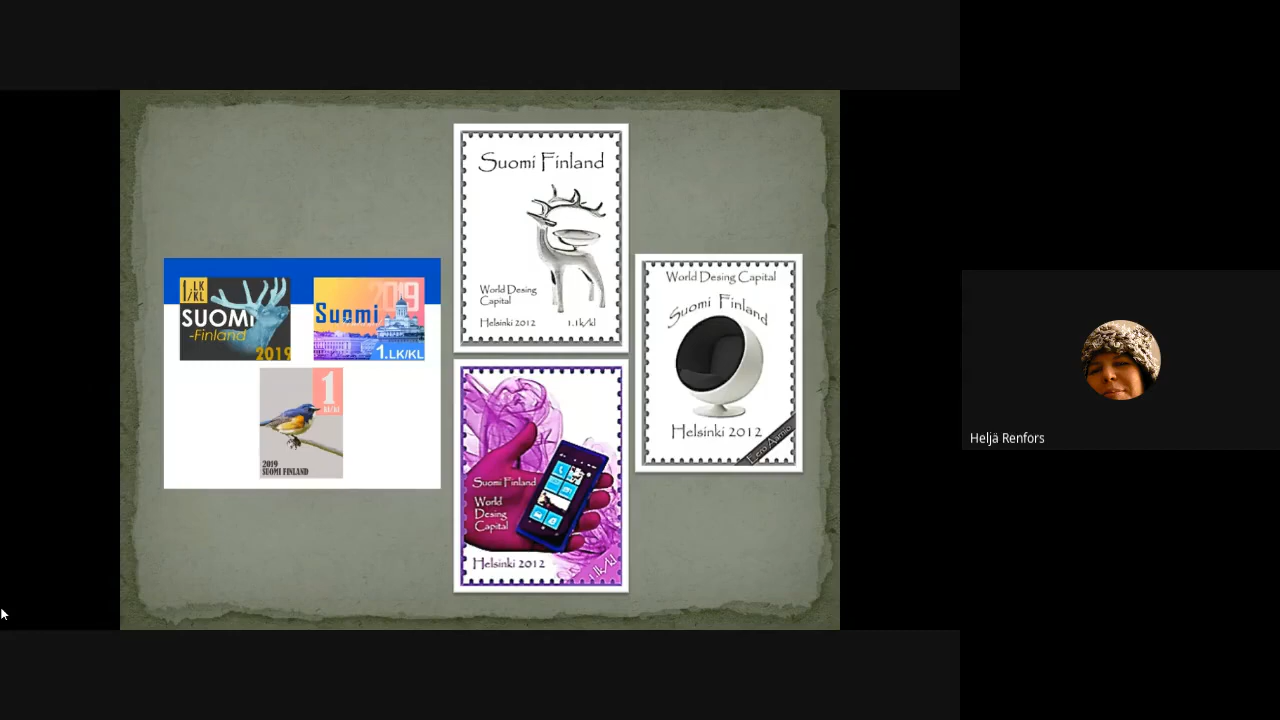 1.LK
/KL
SUOMI
-Finland
2019
2019
Suomi
1.LK/KL
1
LK/KL
2019
SUOMI FINLAND
Suomi Finland
World Desing
Capital
Helsinki 2012
1.lk/kl
Suomi Finland
World
Desing
Capital
Helsinki 2012
1.lk/kl
World Desing Capital
Suomi Finland
Helsinki 2012
Eero Aarnio
Heljä Renfors